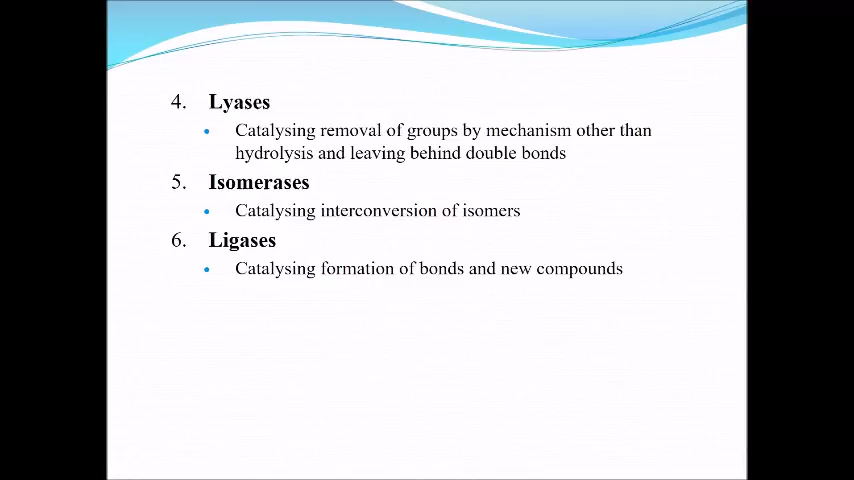 4. Lyases
• Catalysing removal of groups by mechanism other than
hydrolysis and leaving behind double bonds
5. Isomerases
• Catalysing interconversion of isomers
6. Ligases
• Catalysing formation of bonds and new compounds